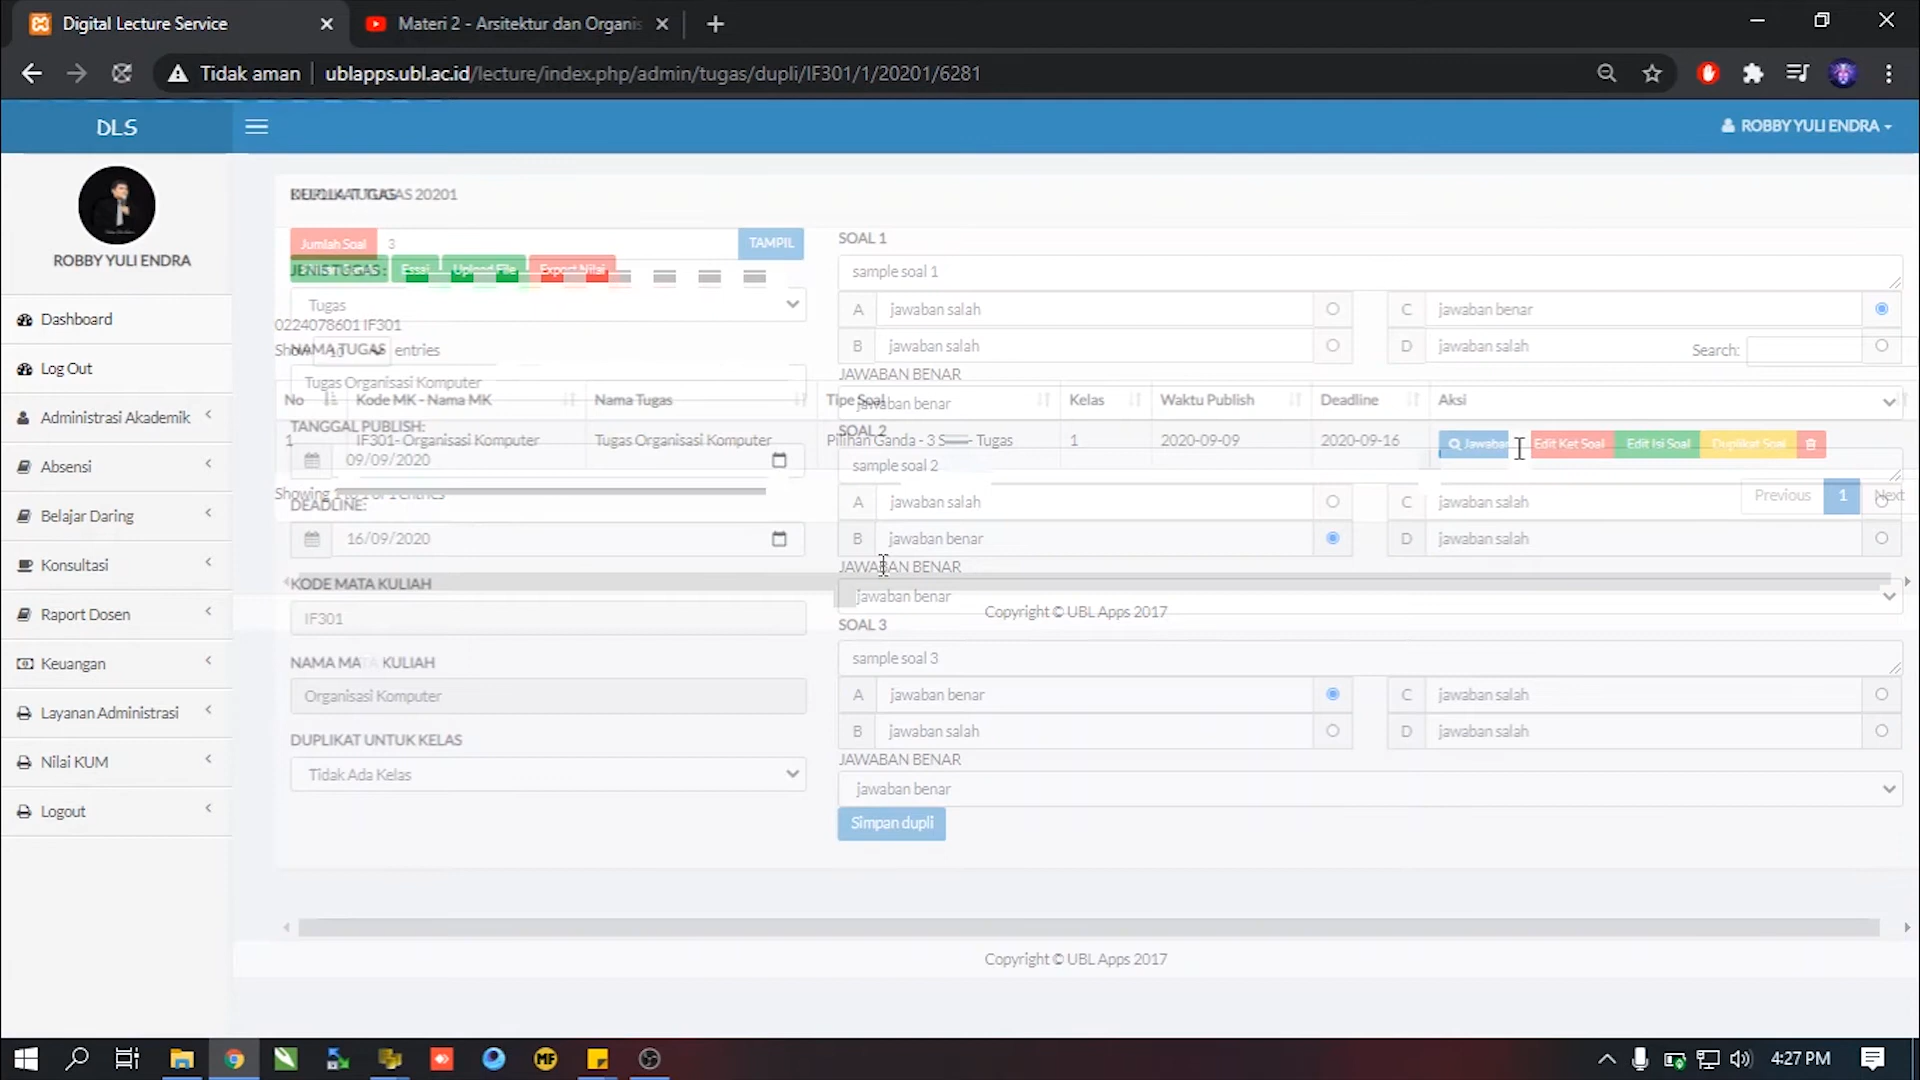 Digital Lecture Service
Materi 2 - Arsitektur dan Organis
Tidak aman
ublapps.ubl.ac.id/lecture/index.php/admin/tugas/dupli/IF301/1/20201/6281
DLS
ROBBY YULI ENDRA
ROBBY YULI ENDRA
Dashboard
Log Out
Administrasi Akademik
Absensi
Belajar Daring
Konsultasi
Raport Dosen
Keuangan
Layanan Administrasi
Nilai KUM
Logout
TUGAS 20201
Jumlah Soal
3
TAMPIL
JENIS TUGAS :
Essai
Upload File
Export Nilai
Tugas
0224078601 IF301
Show 10 entries
NAMA TUGAS
Tugas Organisasi Komputer
Search:
No
Kode MK - Nama MK
Nama Tugas
Tipe Soal
Kelas
Waktu Publish
Deadline
Aksi
1
IF301- Organisasi Komputer
Tugas Organisasi Komputer
Pilihan Ganda - 3 - Tugas
1
2020-09-09
2020-09-16
Jawaban
Edit Ket Soal
Edit Isi Soal
Duplikat Soal
TANGGAL PUBLISH:
09/09/2020
Showing 1 to 1 of 1 entries
Previous
1
Next
DEADLINE:
16/09/2020
KODE MATA KULIAH
IF301
NAMA MATA KULIAH
Organisasi Komputer
DUPLIKAT UNTUK KELAS
Tidak Ada Kelas
SOAL 1
sample soal 1
A jawaban salah
C jawaban benar
B jawaban salah
D jawaban salah
JAWABAN BENAR
jawaban benar
SOAL 2
sample soal 2
A jawaban salah
C jawaban salah
B jawaban benar
D jawaban salah
JAWABAN BENAR
jawaban benar
Copyright © UBL Apps 2017
SOAL 3
sample soal 3
A jawaban benar
C jawaban salah
B jawaban salah
D jawaban salah
JAWABAN BENAR
jawaban benar
Simpan dupli
Copyright © UBL Apps 2017
MF
4:27 PM